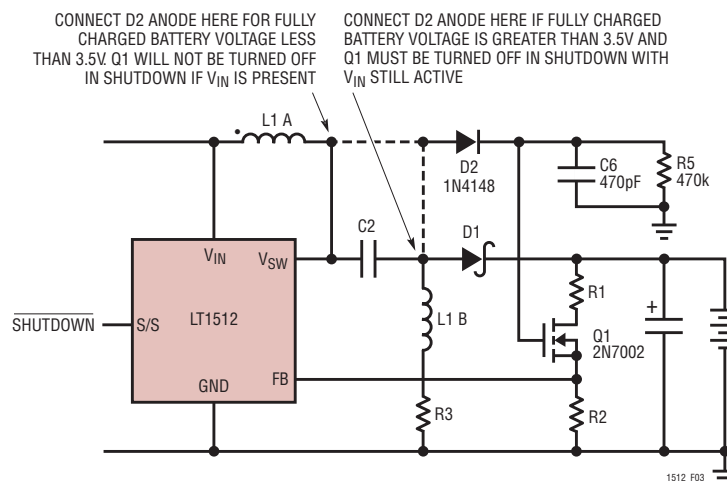 CONNECT D2 ANODE HERE FOR FULLY
CHARGED BATTERY VOLTAGE LESS
THAN 3.5V. Q1 WILL NOT BE TURNED OFF
IN SHUTDOWN IF VIN IS PRESENT
CONNECT D2 ANODE HERE IF FULLY CHARGED
BATTERY VOLTAGE IS GREATER THAN 3.5V AND
Q1 MUST BE TURNED OFF IN SHUTDOWN WITH
VIN STILL ACTIVE
L1 A
D2
1N4148
C6
470pF
R5
470k
C2
D1
VIN
VSW
SHUTDOWN
S/S
LT1512
L1 B
R1
+
Q1
2N7002
GND
FB
R3
R2
1512 F03